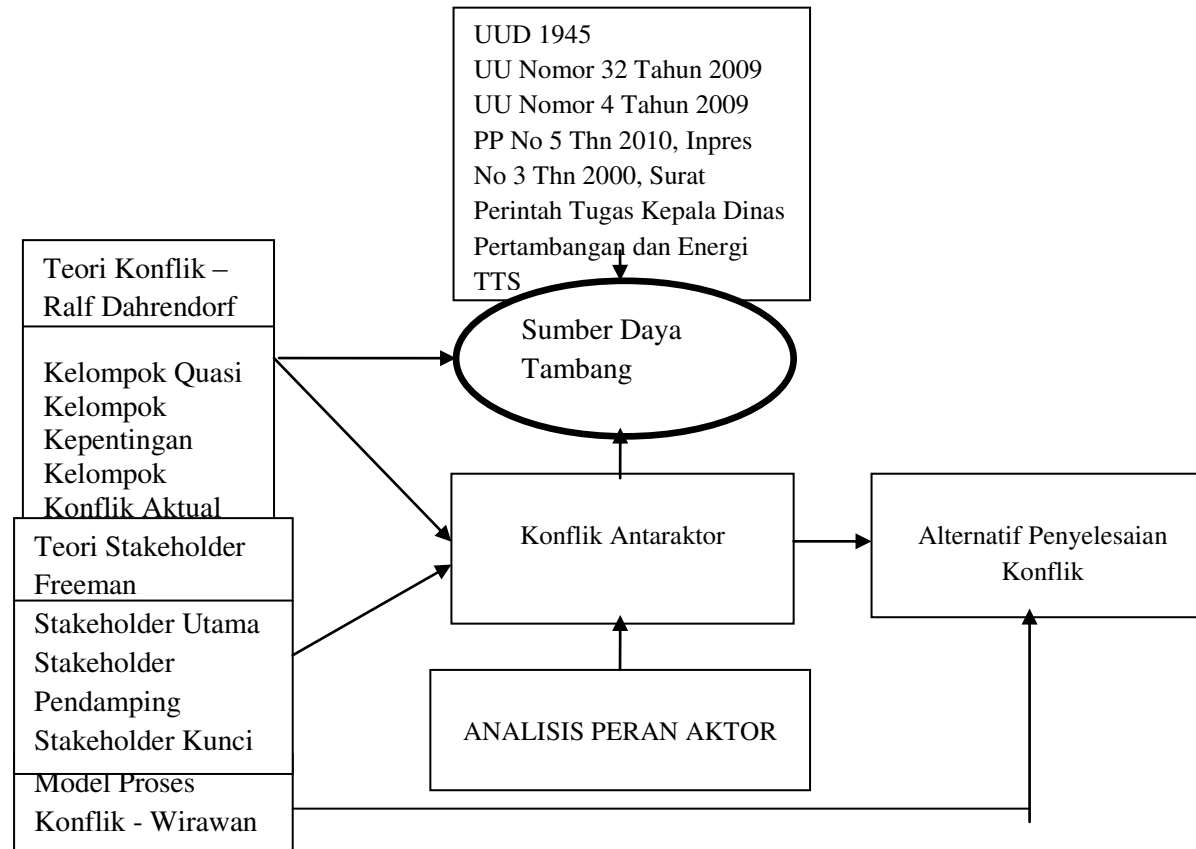 UUD 1945
UU Nomor 32 Tahun 2009
UU Nomor 4 Tahun 2009
PP No 5 Thn 2010, Inpres
No 3 Thn 2000, Surat
Perintah Tugas Kepala Dinas
Pertambangan dan Energi
TTS
Teori Konflik –
Ralf Dahrendorf
Kelompok Quasi
Kelompok
Kepentingan
Kelompok
Konflik Aktual
Sumber Daya
Tambang
Teori Stakeholder
Freeman
Stakeholder Utama
Stakeholder
Pendamping
Stakeholder Kunci
Model Proses
Konflik - Wirawan
Konflik Antaraktor
Alternatif Penyelesaian
Konflik
ANALISIS PERAN AKTOR